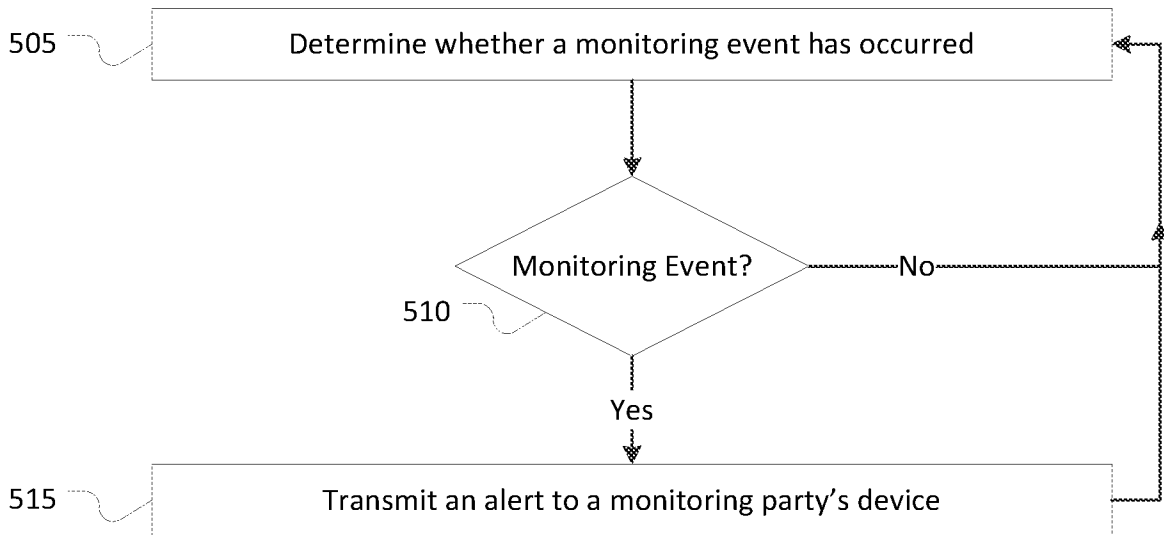 505
Determine whether a monitoring event has occurred
Monitoring Event?
No
510
Yes
515
Transmit an alert to a monitoring party’s device